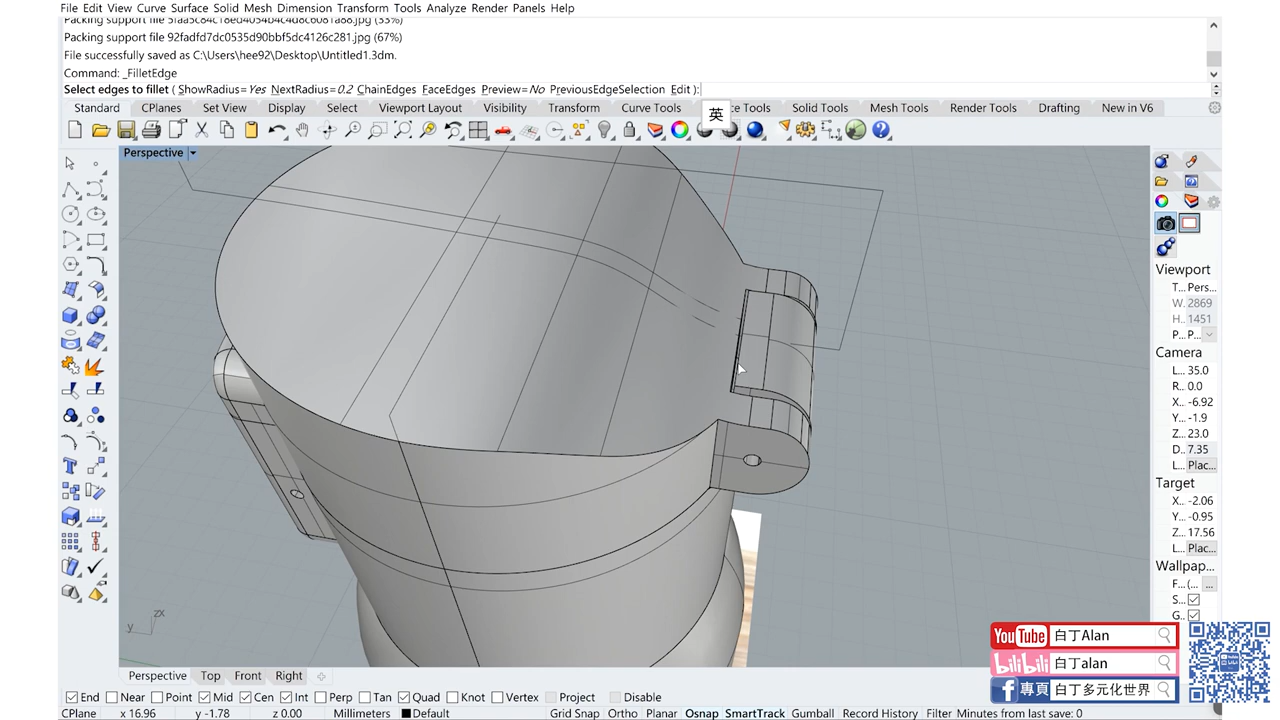 File Edit View Curve Surface Solid Mesh Dimension Transform Tools Analyze Render Panels Help
Packing support file 92fadfd7dc0535d90bbf5dc4126c281.jpg (67%)
File successfully saved as C:\Users\hee92\Desktop\Untitled1.3dm.
Command: _FilletEdge
Select edges to fillet ( ShowRadius=Yes NextRadius=0.2 ChainEdges FaceEdges Preview=No PreviousEdgeSelection Edit ):
Standard CPlanes Set View Display Select Viewport Layout Visibility Transform Curve Tools 英 ce Tools Solid Tools Mesh Tools Render Tools Drafting New in V6
Perspective
Viewport
T... Pers...
W. 2869
H.. 1451
P.. P...
Camera
L... 35.0
R.. 0.0
X.. -6.92
Y.. -1.9
Z... 23.0
D.. 7.35
L... Plac...
Target
X.. -2.06
Y.. -0.95
Z... 17.56
L... Plac...
Wallpap...
F... (... ...
S...
G...
zx
y
YouTube 白丁Alan
bilibili 白丁alan
f 專頁 白丁多元化世界
Perspective Top Front Right
End Near Point Mid Cen Int Perp Tan Quad Knot Vertex Project Disable
CPlane x 16.96 y -1.78 z 0.00 Millimeters Default Grid Snap Ortho Planar Osnap SmartTrack Gumball Record History Filter Minutes from last save: 0